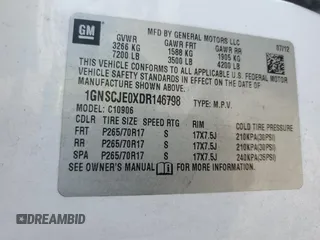 GM
MFD BY GENERAL MOTORS LLC
GVWR GAWR FRT GAWR RR 07/12
3266 KG 1588 KG 1905 KG
7200 LB 3500 LB 4200 LB
THIS VEHICLE CONFORMS TO ALL APPLICABLE U.S. FEDERAL MOTOR
VEHICLE SAFETY STANDARDS IN EFFECT ON THE DATE OF
MANUFACTURE SHOWN ABOVE.
1GNSCJE0XDR146798 TYPE: M.P.V.
MODEL: C10906
COLR TIRE SIZE SPEED RTG RIM COLD TIRE PRESSURE
FRT P265/70R17 S 17X7.5J 210KPA(30PSI)
RR P265/70R17 S 17X7.5J 210KPA(30PSI)
SPA P265/70R17 S 17X7.5J 240KPA(35PSI)
SEE OWNER'S MANUAL FOR ADDITIONAL INFORMATION
AUTOBIDMASTER